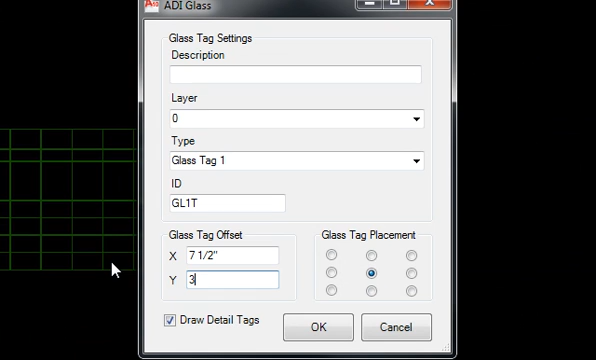 ADI Glass
Glass Tag Settings
Description
Layer
0
Type
Glass Tag 1
ID
GL1T
Glass Tag Offset
X 7 1/2"
Y 3
Glass Tag Placement
Draw Detail Tags
OK
Cancel